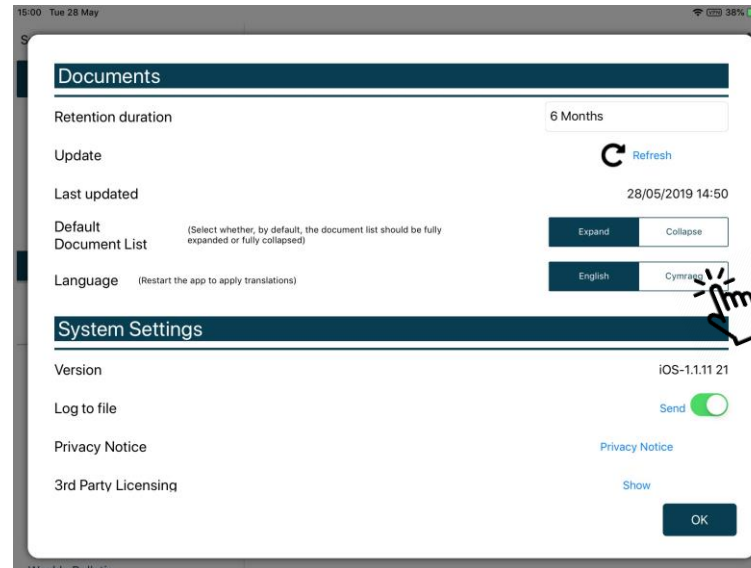 15:00 Tue 28 May
VPN 38%
S
Documents
Retention duration
6 Months
Update
Refresh
Last updated
28/05/2019 14:50
Default
Document List
(Select whether, by default, the document list should be fully
expanded or fully collapsed)
Expand Collapse
Language (Restart the app to apply translations)
English Cymraeg
System Settings
Version
iOS-1.1.11 21
Log to file
Send
Privacy Notice
Privacy Notice
3rd Party Licensing
Show
OK